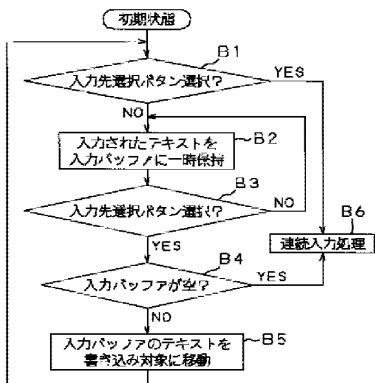 初期状態
B1
入力先選択ボタン選択?
YES
NO
入力されたテキストを
入力バッファに一時保持
B2
B3
入力先選択ボタン選択?
NO
YES
B6
連続入力処理
B4
入力バッファが空?
YES
NO
入力バッファのテキストを
書き込み対象に移動
B5